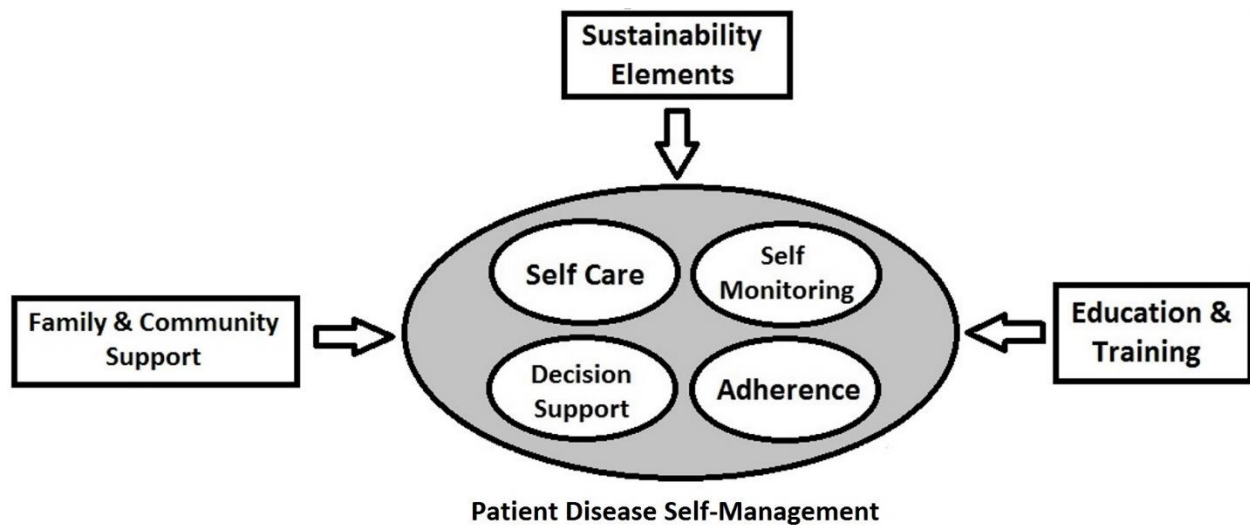 Sustainability
Elements
Self Care
Self
Monitoring
Family & Community
Support
Education &
Training
Decision
Support
Adherence
Patient Disease Self-Management